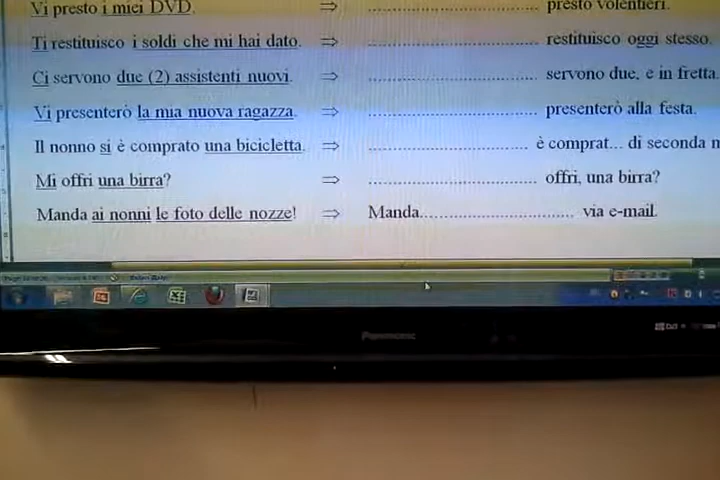 Vi presto i miei DVD. ⇒ ........................................ presto volentieri.
Ti restituisco i soldi che mi hai dato. ⇒ ........................................ restituisco oggi stesso.
Ci servono due (2) assistenti nuovi. ⇒ ........................................ servono due, e in fretta.
Vi presenterò la mia nuova ragazza. ⇒ ........................................ presenterò alla festa.
Il nonno si è comprato una bicicletta. ⇒ ........................................ è comprat... di seconda
Mi offri una birra? ⇒ ........................................ offri, una birra?
Manda ai nonni le foto delle nozze! ⇒ Manda........................................ via e-mail.
Panasonic